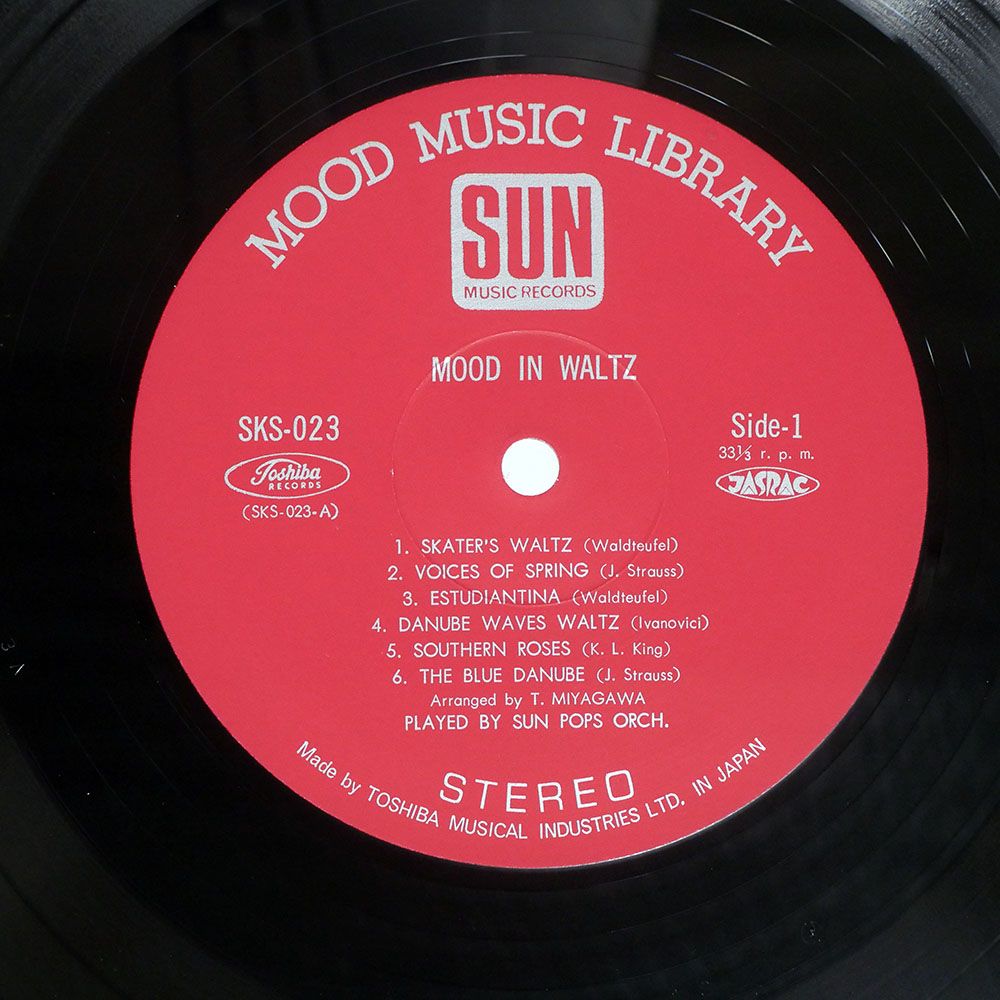 MOOD MUSIC LIBRARY
SUN
MUSIC RECORDS
MOOD IN WALTZ
SKS-023
Toshiba
RECORDS
(SKS-023-A)
Side-1
33⅓ r. p. m.
JASRAC
1. SKATER'S WALTZ (Waldteufel)
2. VOICES OF SPRING (J. Strauss)
3. ESTUDIANTINA (Waldteufel)
4. DANUBE WAVES WALTZ (Ivanovici)
5. SOUTHERN ROSES (K. L. King)
6. THE BLUE DANUBE (J. Strauss)
Arranged by T. MIYAGAWA
PLAYED BY SUN POPS ORCH.
STEREO
Made by TOSHIBA MUSICAL INDUSTRIES LTD. IN JAPAN